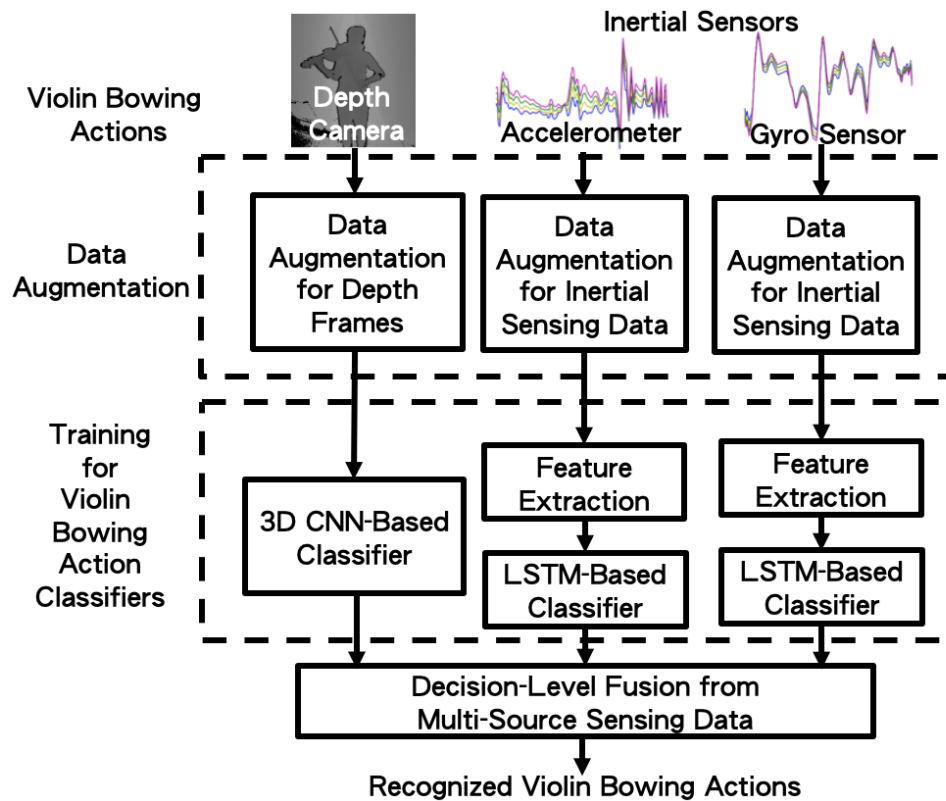 Inertial Sensors
Violin Bowing
Actions
Depth
Camera
Accelerometer
Gyro Sensor
Data
Augmentation
Data
Augmentation
for Depth
Frames
Data
Augmentation
for Inertial
Sensing Data
Data
Augmentation
for Inertial
Sensing Data
Training
for
Violin
Bowing
Action
Classifiers
3D CNN-Based
Classifier
Feature
Extraction
LSTM-Based
Classifier
Feature
Extraction
LSTM-Based
Classifier
Decision-Level Fusion from
Multi-Source Sensing Data
Recognized Violin Bowing Actions